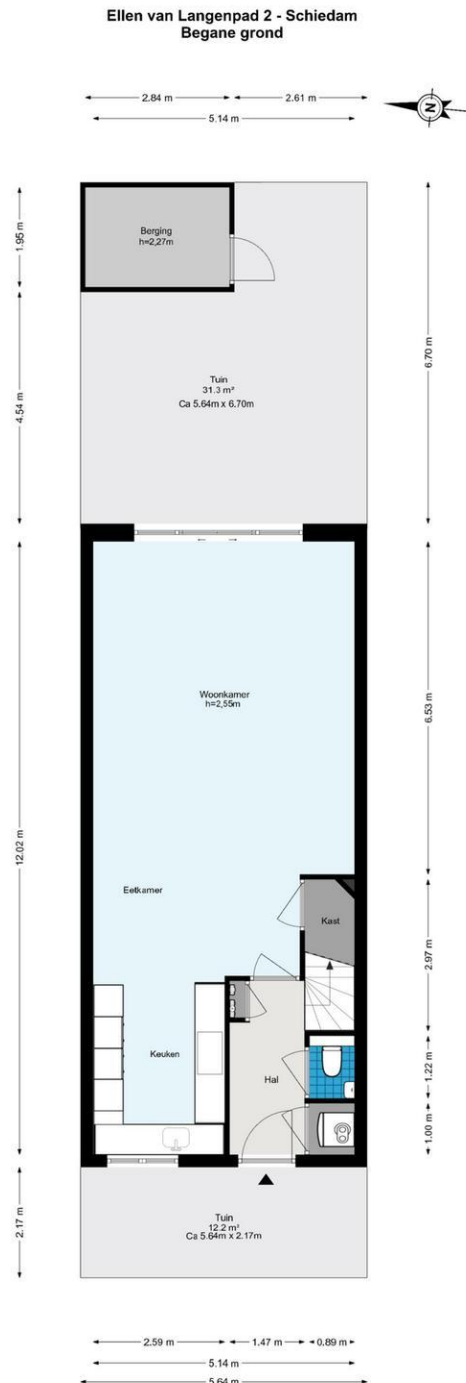 Ellen van Langenpad 2 - Schiedam
Begane grond
2.84 m
2.61 m
5.14 m
N
1.95 m
Berging
h=2,27m
6.70 m
4.54 m
Tuin
31.3 m²
Ca 5.64m x 6.70m
Woonkamer
h=2,55m
6.53 m
12.02 m
Eetkamer
Kast
2.97 m
Keuken
Hal
1.22 m
1.00 m
2.17 m
Tuin
12.2 m²
Ca 5.64m x 2.17m
2.59 m
1.47 m
0.89 m
5.14 m
5.64 m